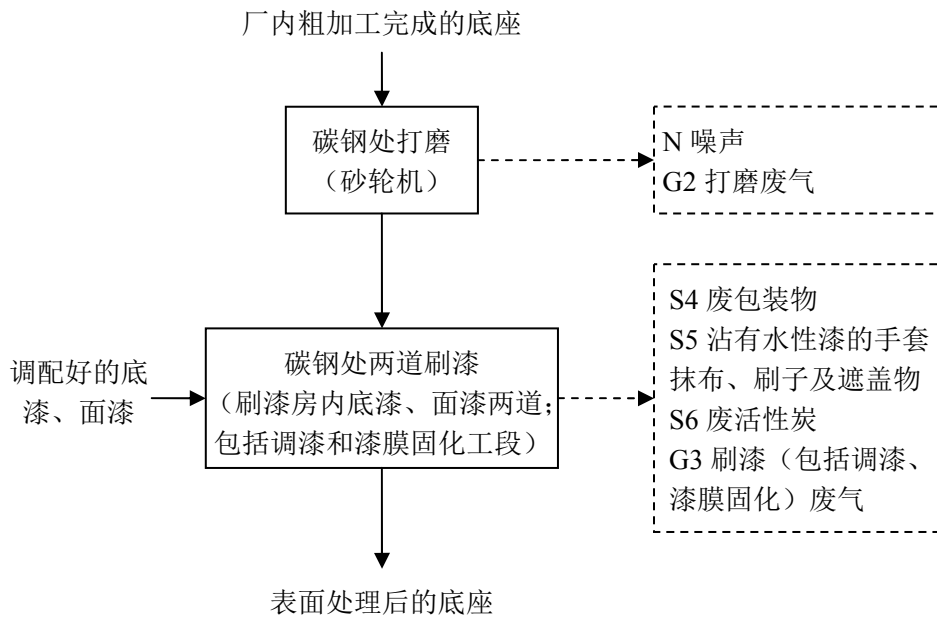 厂内粗加工完成的底座
碳钢处打磨
（砂轮机）
N 噪声
G2 打磨废气
调配好的底
漆、面漆
碳钢处两道刷漆
（刷漆房内底漆、面漆两道；
包括调漆和漆膜固化工段）
S4 废包装物
S5 沾有水性漆的手套
抹布、刷子及遮盖物
S6 废活性炭
G3 刷漆（包括调漆、
漆膜固化）废气
表面处理后的底座